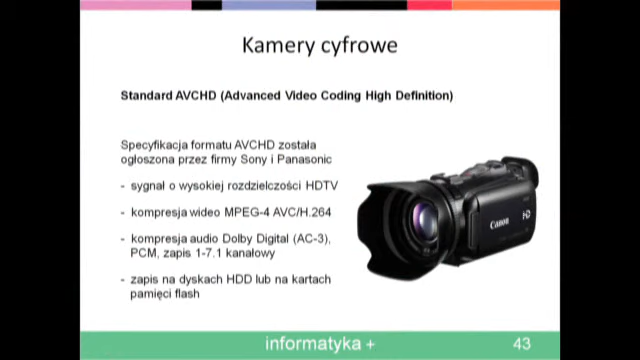 Kamery cyfrowe
Standard AVCHD (Advanced Video Coding High Definition)
Specyfikacja formatu AVCHD została
ogłoszona przez firmy Sony i Panasonic
- sygnał o wysokiej rozdzielczości HDTV
- kompresja wideo MPEG-4 AVC/H.264
- kompresja audio Dolby Digital (AC-3),
PCM, zapis 1-7.1 kanałowy
- zapis na dyskach HDD lub na kartach
pamięci flash
Canon
HD
informatyka +
43